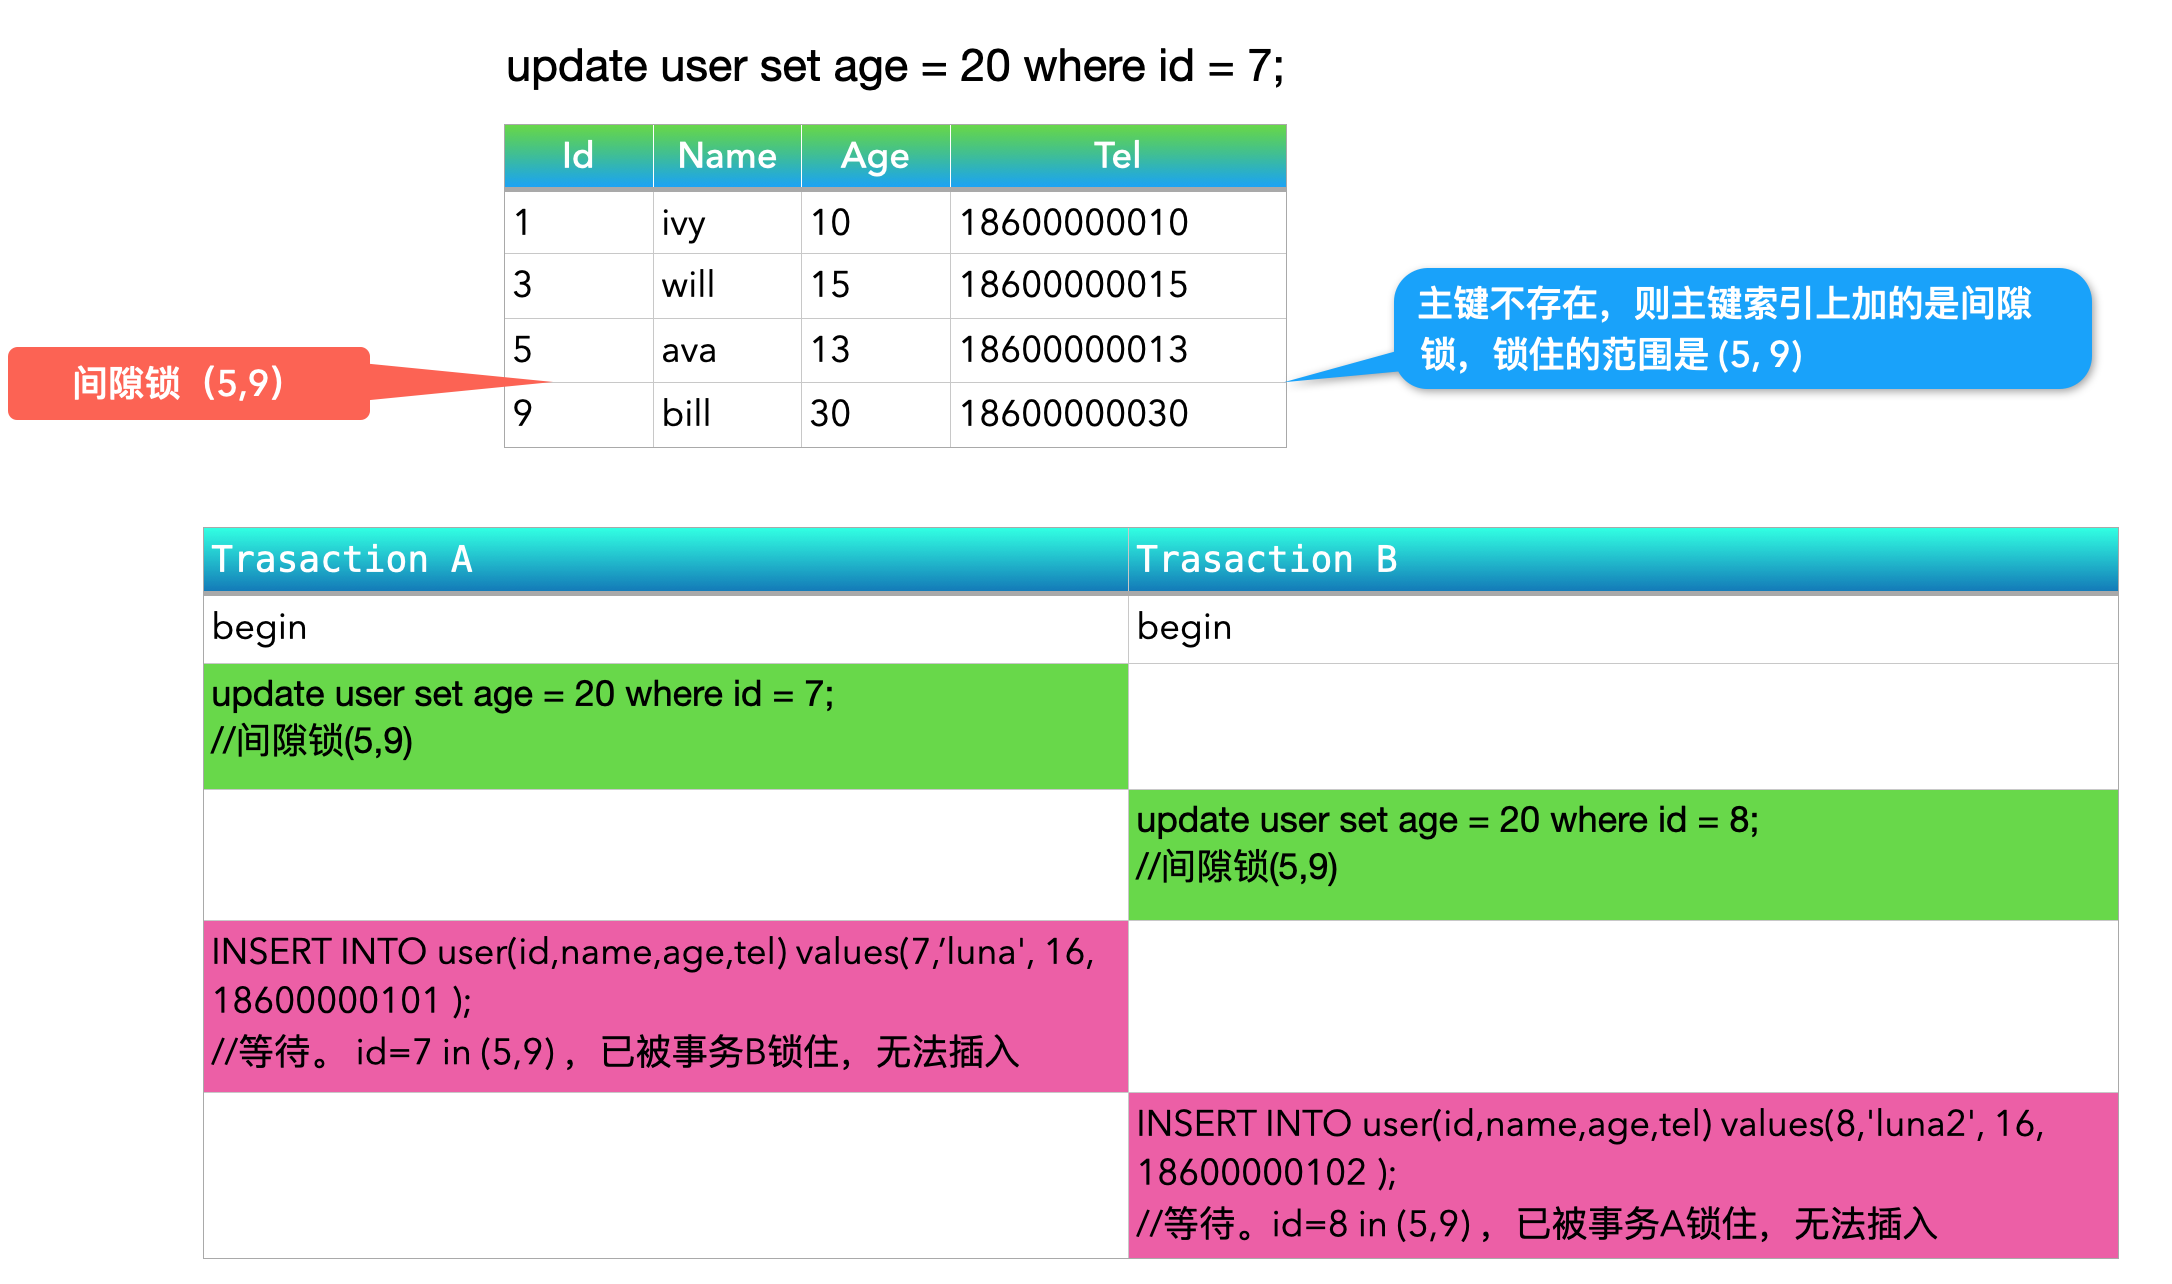 update user set age = 20 where id = 7;
Id Name Age Tel
1 ivy 10 18600000010
3 will 15 18600000015
5 ava 13 18600000013
9 bill 30 18600000030
间隙锁（5,9）
主键不存在，则主键索引上加的是间隙
锁，锁住的范围是 (5, 9)
Trasaction A Trasaction B
begin begin
update user set age = 20 where id = 7;
//间隙锁(5,9)
update user set age = 20 where id = 8;
//间隙锁(5,9)
INSERT INTO user(id,name,age,tel) values(7,‘luna', 16,
18600000101 );
//等待。 id=7 in (5,9) ，已被事务B锁住，无法插入
INSERT INTO user(id,name,age,tel) values(8,'luna2', 16,
18600000102 );
//等待。id=8 in (5,9) ，已被事务A锁住，无法插入